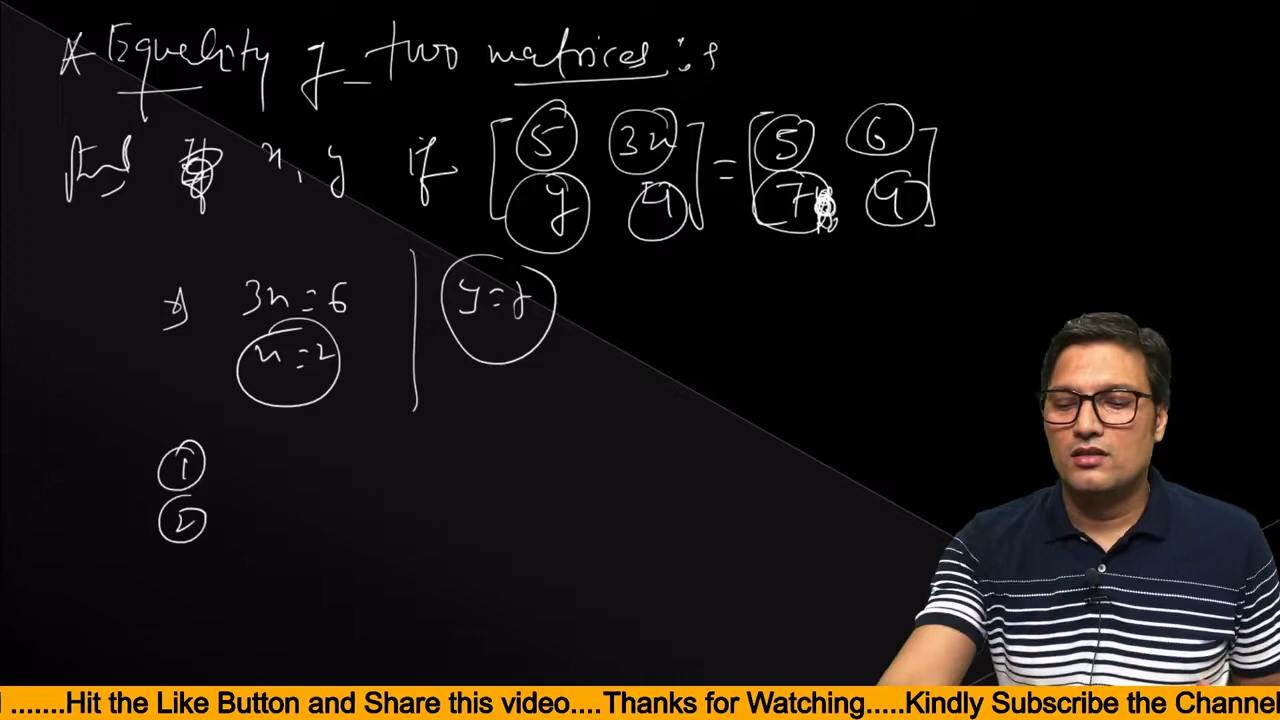 * Equality of two matrices :-
Find x, y if [5 3x] = [5 6]
[y 4] [7 4]
⇒ 3x = 6 | y = 7
x = 2
①
②
.......Hit the Like Button and Share this video....Thanks for Watching.....Kindly Subscribe the Channel